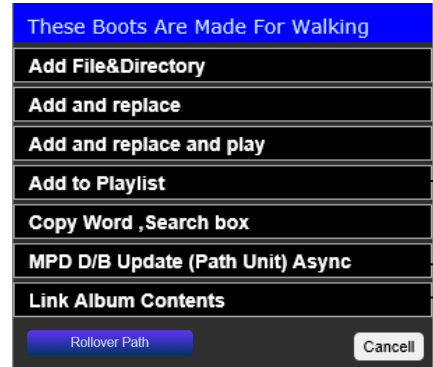 These Boots Are Made For Walking
Add File&Directory
Add and replace
Add and replace and play
Add to Playlist
Copy Word ,Search box
MPD D/B Update (Path Unit) Async
Link Album Contents
Rollover Path
Cancell